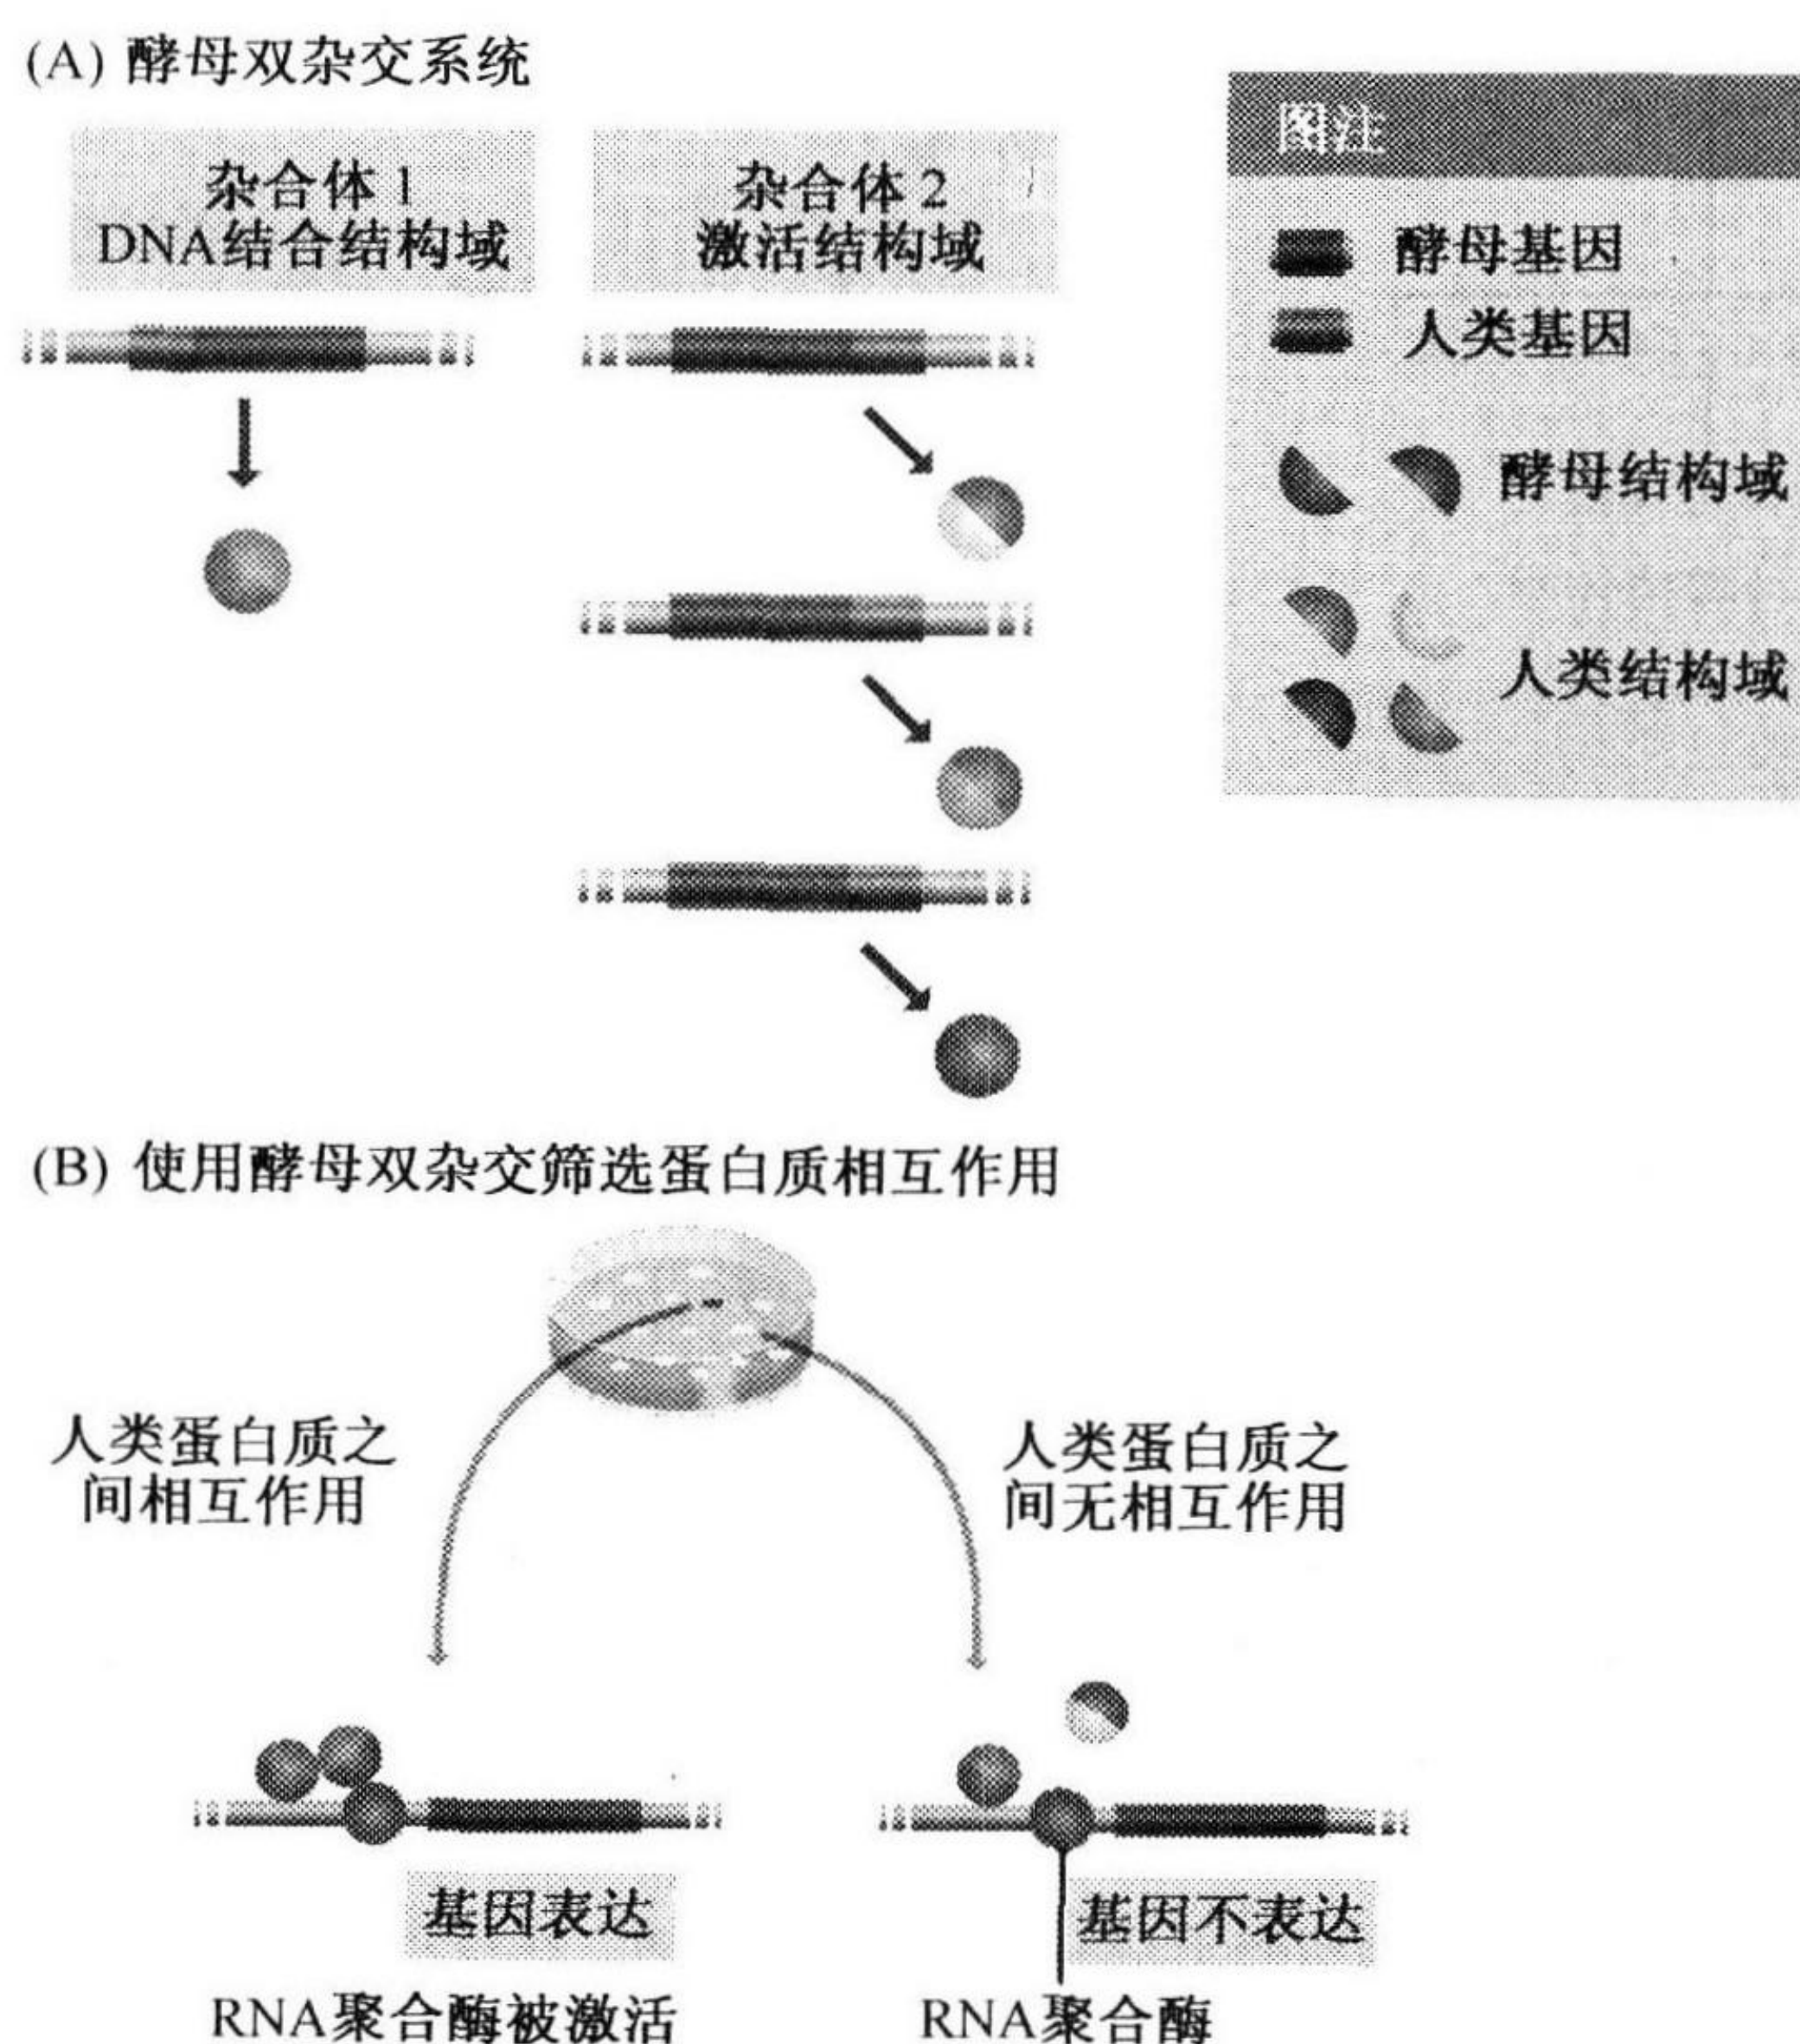 (A) 酵母双杂交系统
杂合体 1
DNA结合结构域
杂合体 2
激活结构域
图注
酵母基因
人类基因
酵母结构域
人类结构域
(B) 使用酵母双杂交筛选蛋白质相互作用
人类蛋白质之
间相互作用
人类蛋白质之
间无相互作用
基因表达
基因不表达
RNA聚合酶被激活
RNA聚合酶